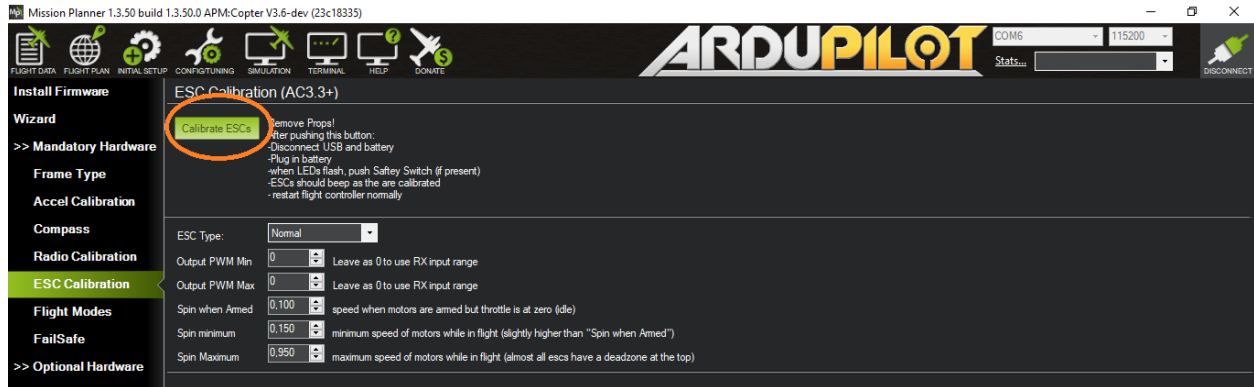 Mission Planner 1.3.50 build 1.3.50.0 APM:Copter V3.6-dev (23c18335)
FLIGHT DATA FLIGHT PLAN INITIAL SETUP CONFIG/TUNING SIMULATION TERMINAL HELP DONATE
ARDUPILOT
COM6 115200
Stats...
DISCONNECT
Install Firmware
Wizard
>> Mandatory Hardware
Frame Type
Accel Calibration
Compass
Radio Calibration
ESC Calibration
Flight Modes
FailSafe
>> Optional Hardware
ESC Calibration (AC3.3+)
Calibrate ESCs
Remove Props!
After pushing this button:
-Disconnect USB and battery
-Plug in battery
-when LEDs flash, push Saftey Switch (if present)
-ESCs should beep as the are calibrated
- restart flight controller normally
ESC Type: Normal
Output PWM Min 0 Leave as 0 to use RX input range
Output PWM Max 0 Leave as 0 to use RX input range
Spin when Armed 0,100 speed when motors are armed but throttle is at zero (idle)
Spin minimum 0,150 minimum speed of motors while in flight (slightly higher than "Spin when Armed")
Spin Maximum 0,950 maximum speed of motors while in flight (almost all escs have a deadzone at the top)